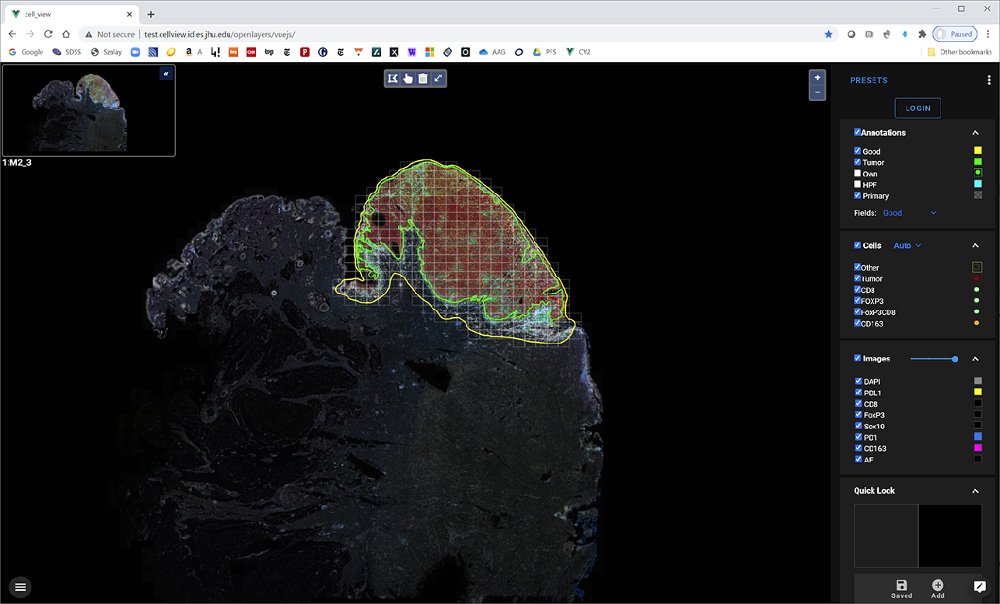 cell_view
Not secure | test.cellview.idies.jhu.edu/openlayers/vuejs/
Paused
Google SDSS Szalay A AAG PFS CV2 Other bookmarks
PRESETS
LOGIN
1:M2_3
Annotations
Good
Tumor
Own
HPF
Primary
Fields: Good
Cells Auto
Other
Tumor
CD8
FOXP3
FoxP3CD8
CD163
Images
DAPI
PDL1
CD8
FoxP3
Sox10
PD1
CD163
AF
Quick Lock
Saved Add